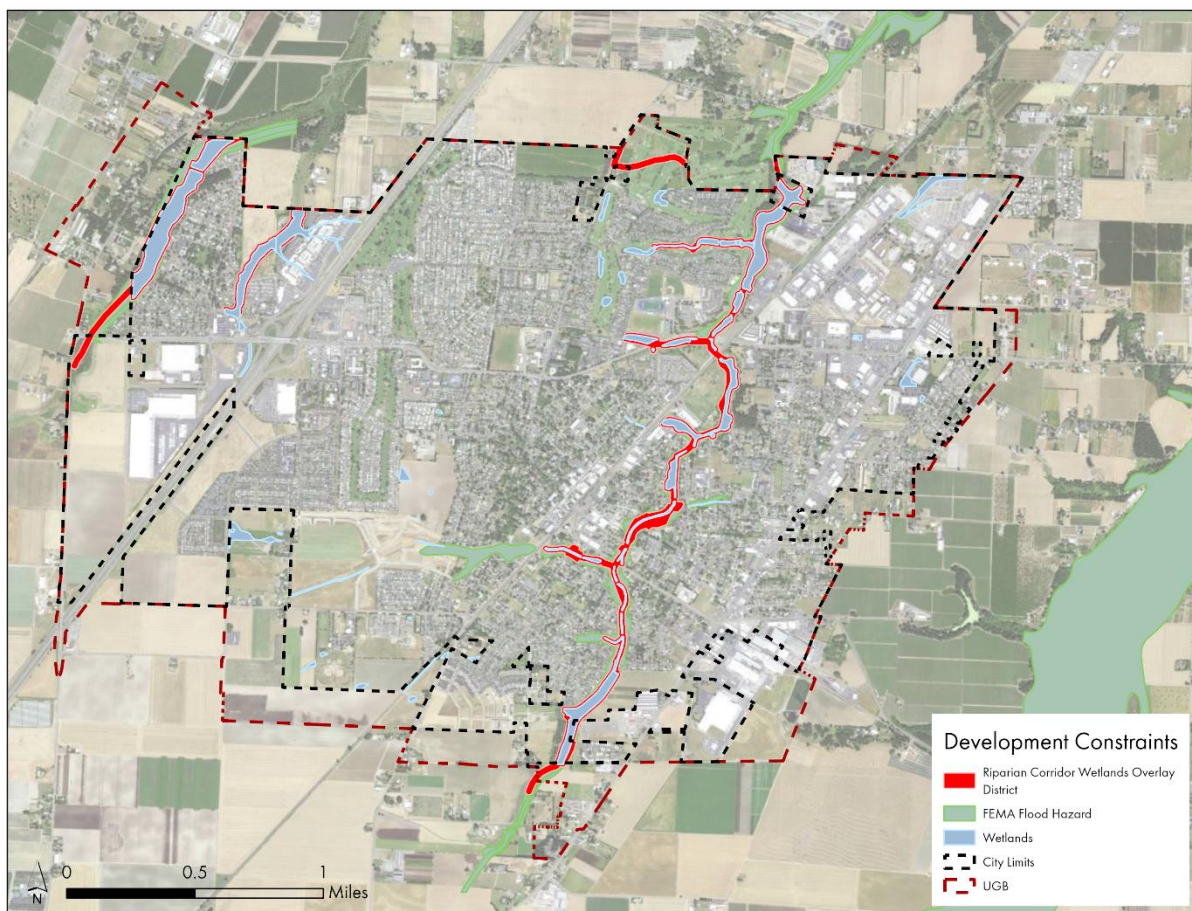 Development Constraints
Riparian Corridor Wetlands Overlay
District
FEMA Flood Hazard
Wetlands
City Limits
UGB
0 0.5 1
Miles
N